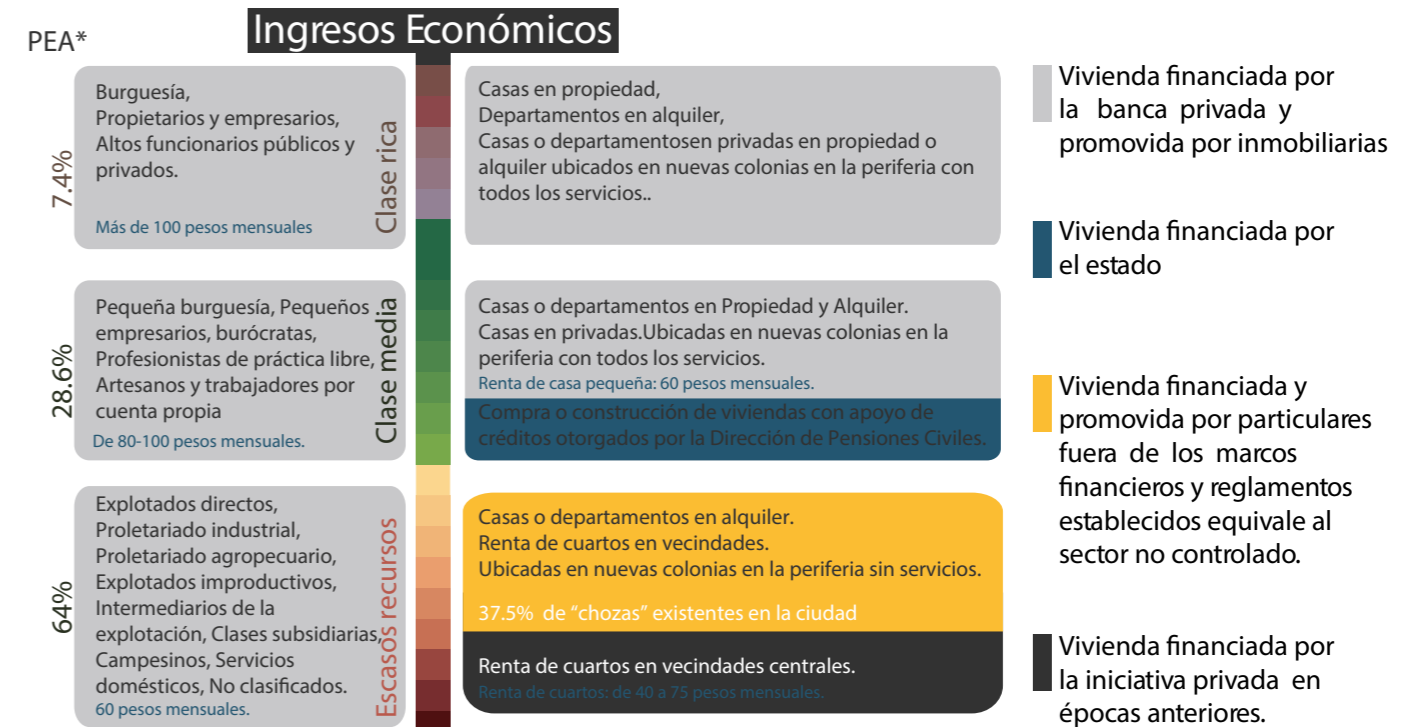 PEA*
Ingresos Económicos
7.4%
Burguesía,
Propietarios y empresarios,
Altos funcionarios públicos y
privados.
Más de 100 pesos mensuales
Clase rica
Casas en propiedad,
Departamentos en alquiler,
Casas o departamentosen privadas en propiedad o
alquiler ubicados en nuevas colonias en la periferia con
todos los servicios..
28.6%
Pequeña burguesía, Pequeños
empresarios, burócratas,
Profesionistas de práctica libre,
Artesanos y trabajadores por
cuenta propia
De 80-100 pesos mensuales.
Clase media
Casas o departamentos en Propiedad y Alquiler.
Casas en privadas.Ubicadas en nuevas colonias en la
periferia con todos los servicios.
Renta de casa pequeña: 60 pesos mensuales.
Compra o construcción de viviendas con apoyo de
créditos otorgados por la Dirección de Pensiones Civiles.
64%
Explotados directos,
Proletariado industrial,
Proletariado agropecuario,
Explotados improductivos,
Intermediarios de la
explotación, Clases subsidiarias,
Campesinos, Servicios
domésticos, No clasificados.
60 pesos mensuales.
Escasos recursos
Casas o departamentos en alquiler.
Renta de cuartos en vecindades.
Ubicadas en nuevas colonias en la periferia sin servicios.
37.5% de “chozas” existentes en la ciudad
Renta de cuartos en vecindades centrales.
Renta de cuartos: de 40 a 75 pesos mensuales.
Vivienda financiada por
la banca privada y
promovida por inmobiliarias
Vivienda financiada por
el estado
Vivienda financiada y
promovida por particulares
fuera de los marcos
financieros y reglamentos
establecidos equivale al
sector no controlado.
Vivienda financiada por
la iniciativa privada en
épocas anteriores.